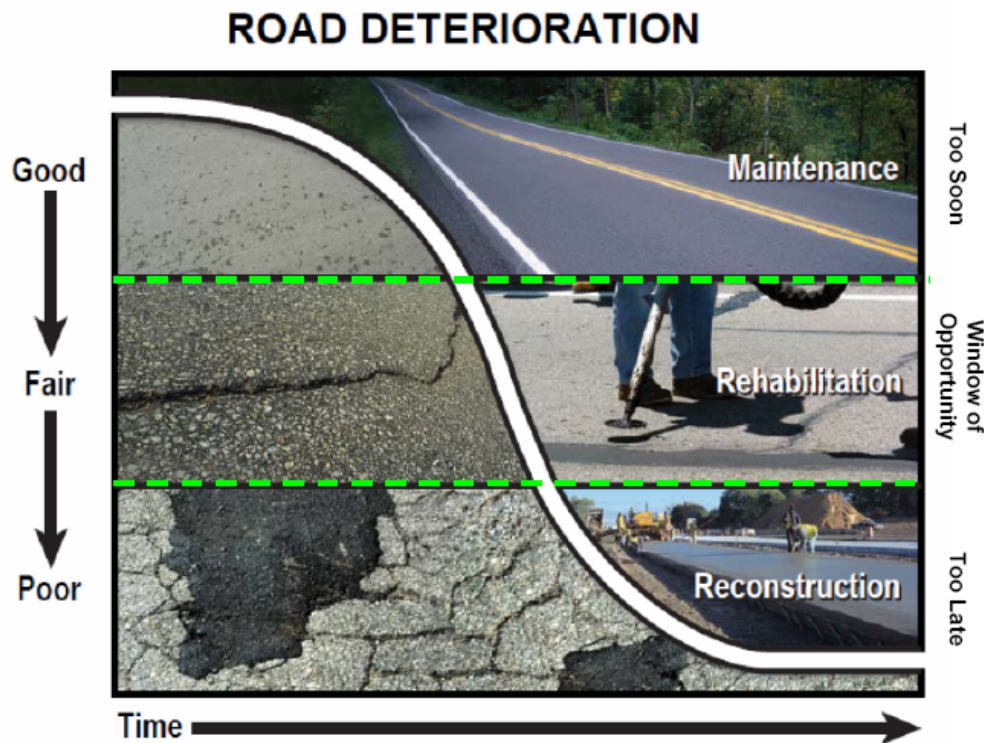 ROAD DETERIORATION
Good
Maintenance
Too Soon
Fair
Rehabilitation
Window of
Opportunity
Poor
Reconstruction
Too Late
Time